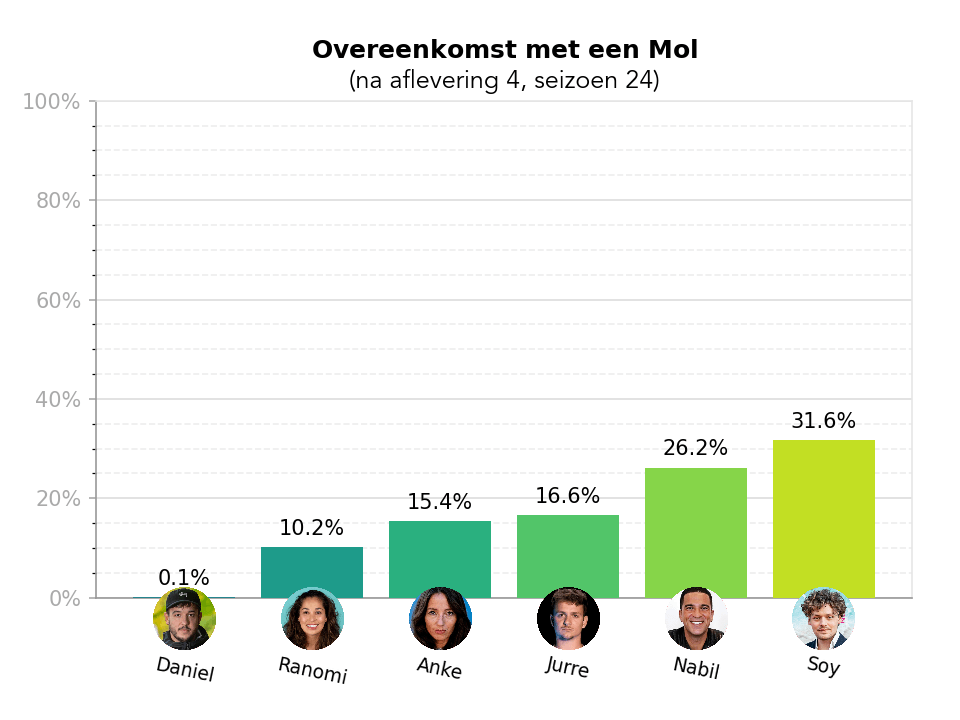 Overeenkomst met een Mol
(na aflevering 4, seizoen 24)
100%
80%
60%
40%
20%
0%
0.1%
10.2%
15.4%
16.6%
26.2%
31.6%
Daniel
Ranomi
Anke
Jurre
Nabil
Soy